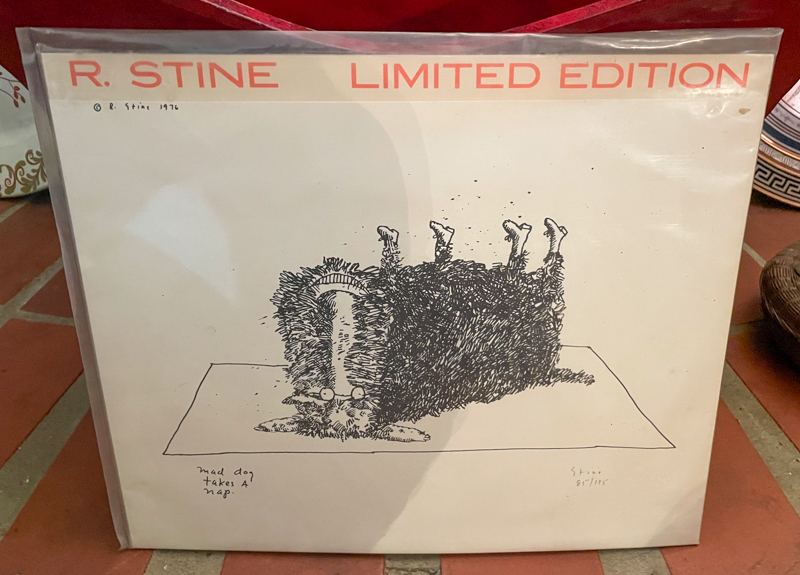 R. STINE LIMITED EDITION
© R. Stine 1976
mad dog
takes A
nap.
Stine